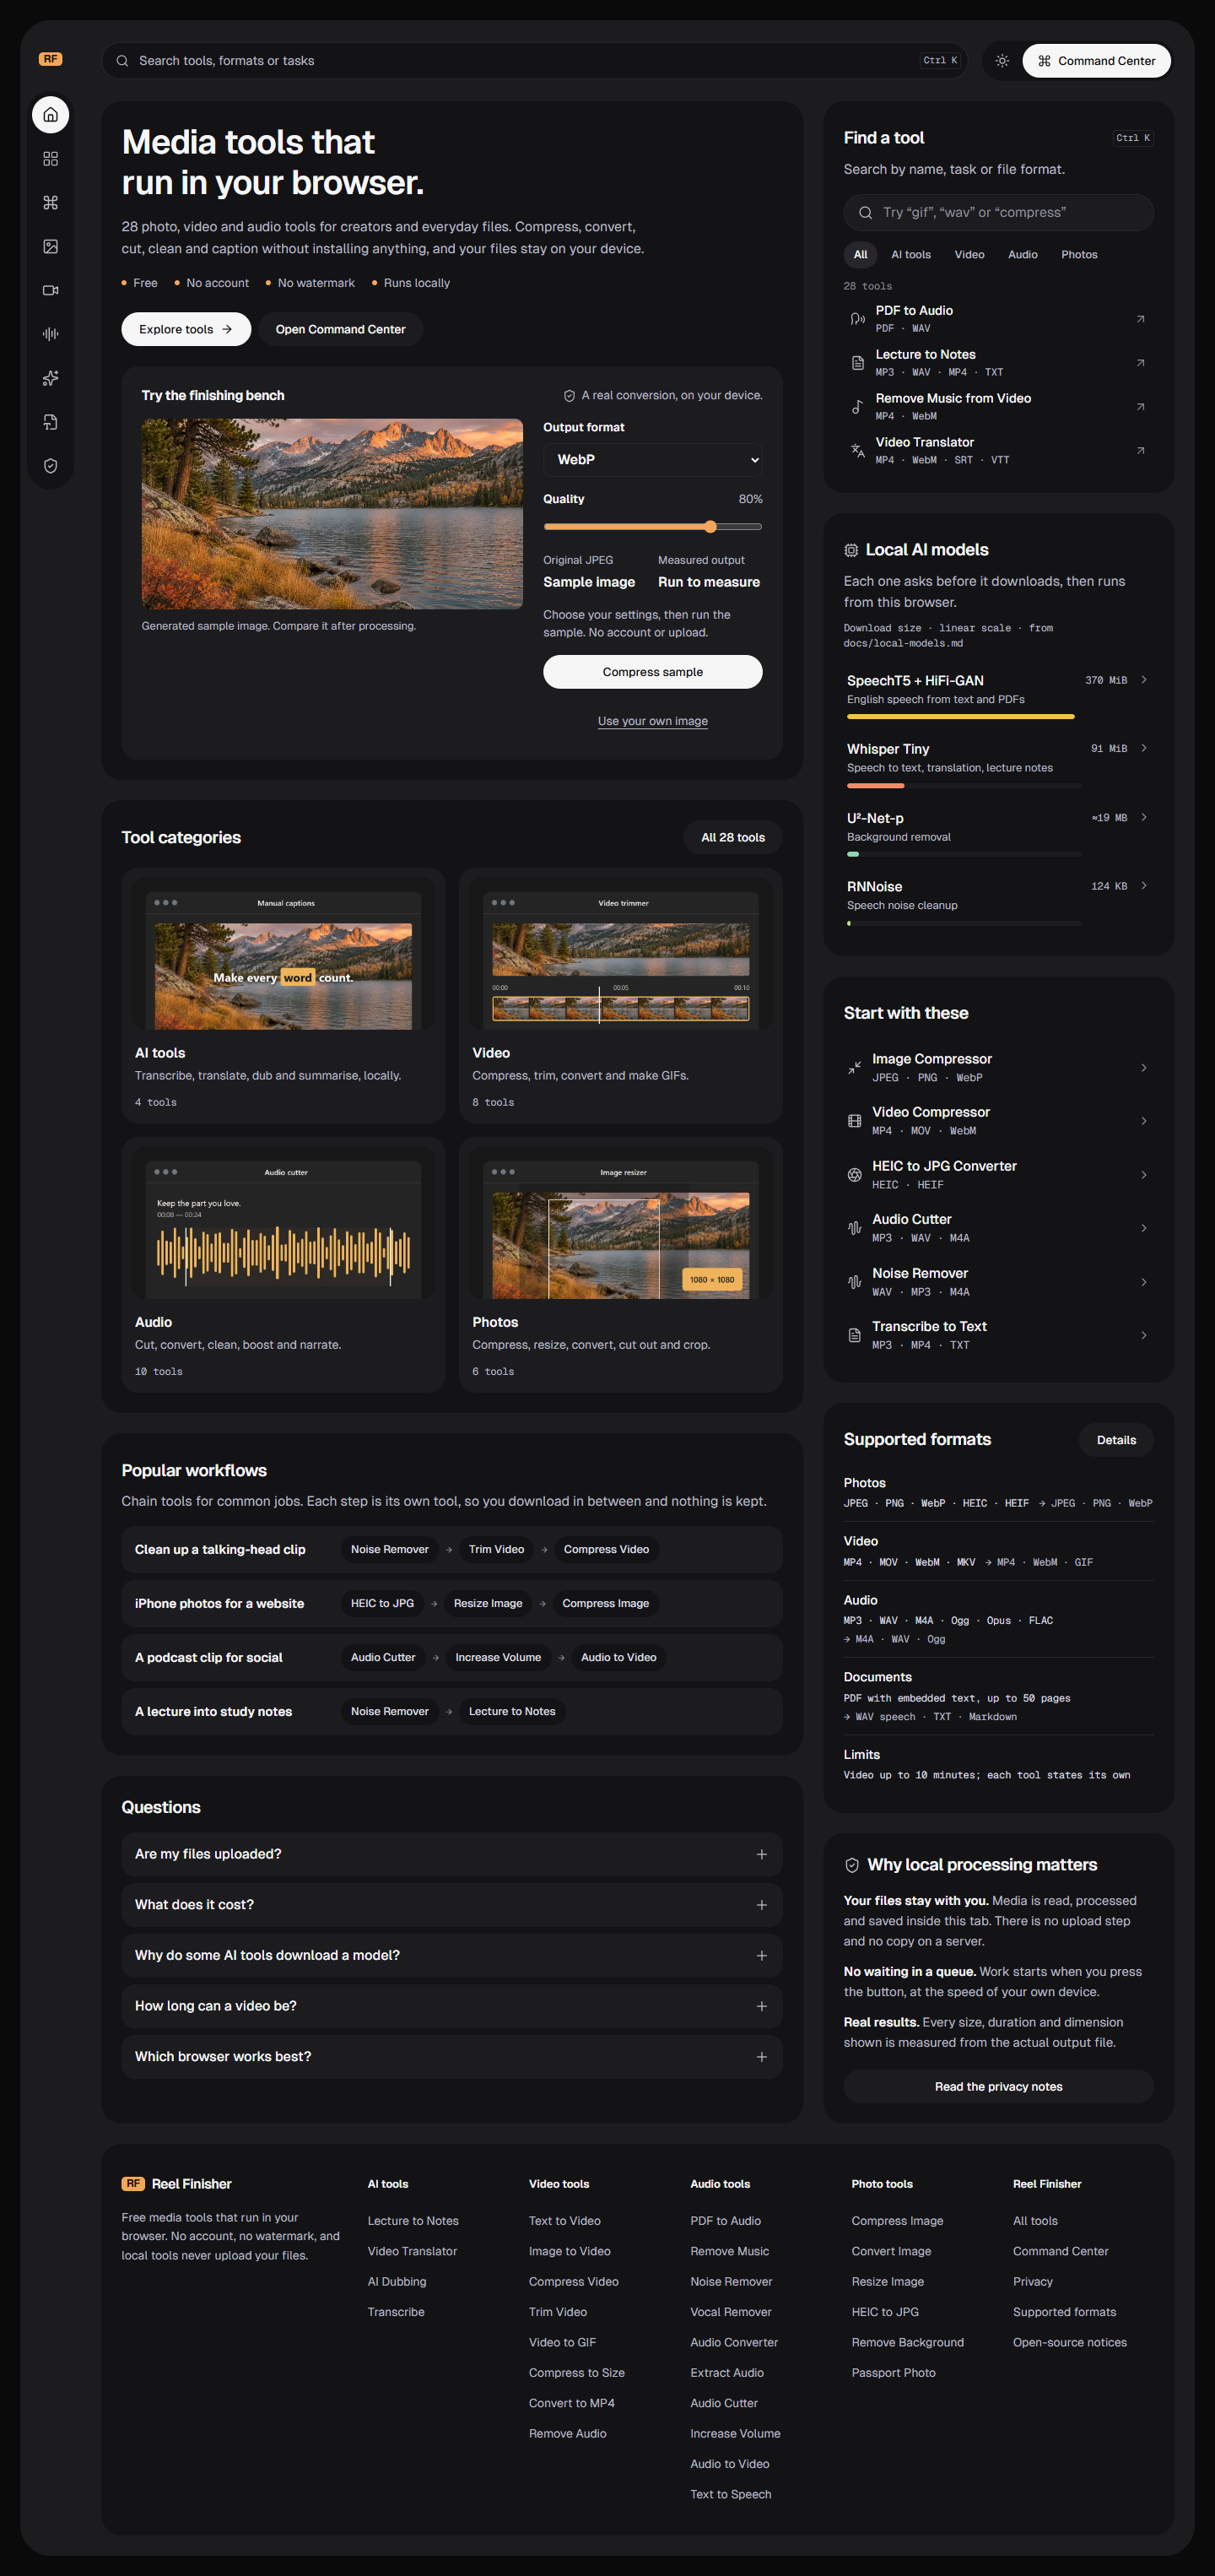 RF
Search tools, formats or tasks
Ctrl K
Command Center
Media tools that
run in your browser.
28 photo, video and audio tools for creators and everyday files. Compress, convert,
cut, clean and caption without installing anything, and your files stay on your device.
Free
No account
No watermark
Runs locally
Explore tools
Open Command Center
Try the finishing bench
A real conversion, on your device.
Generated sample image. Compare it after processing.
Output format
WebP
Quality
80%
Original JPEG
Measured output
Sample image
Run to measure
Choose your settings, then run the
sample. No account or upload.
Compress sample
Use your own image
Find a tool
Ctrl K
Search by name, task or file format.
Try “gif”, “wav” or “compress”
All
AI tools
Video
Audio
Photos
28 tools
PDF to Audio
PDF · WAV
Lecture to Notes
MP3 · WAV · MP4 · TXT
Remove Music from Video
MP4 · WebM
Video Translator
MP4 · WebM · SRT · VTT
Local AI models
Each one asks before it downloads, then runs
from this browser.
Download size · linear scale · from
docs/local-models.md
SpeechT5 + HiFi-GAN
370 MiB
English speech from text and PDFs
Whisper Tiny
91 MiB
Speech to text, translation, lecture notes
U²-Net-p
≈19 MB
Background removal
RNNoise
124 KB
Speech noise cleanup
Tool categories
All 28 tools
Manual captions
Make every word count.
AI tools
Transcribe, translate, dub and summarise, locally.
4 tools
Video trimmer
00:00
00:05
00:10
Video
Compress, trim, convert and make GIFs.
8 tools
Audio cutter
Keep the part you love.
00:08 — 00:24
Audio
Cut, convert, clean, boost and narrate.
10 tools
Image resizer
1080 × 1080
Photos
Compress, resize, convert, cut out and crop.
6 tools
Start with these
Image Compressor
JPEG · PNG · WebP
Video Compressor
MP4 · MOV · WebM
HEIC to JPG Converter
HEIC · HEIF
Audio Cutter
MP3 · WAV · M4A
Noise Remover
WAV · MP3 · M4A
Transcribe to Text
MP3 · MP4 · TXT
Popular workflows
Chain tools for common jobs. Each step is its own tool, so you download in between and nothing is kept.
Clean up a talking-head clip
Noise Remover → Trim Video → Compress Video
iPhone photos for a website
HEIC to JPG → Resize Image → Compress Image
A podcast clip for social
Audio Cutter → Increase Volume → Audio to Video
A lecture into study notes
Noise Remover → Lecture to Notes
Supported formats
Details
Photos
JPEG · PNG · WebP · HEIC · HEIF → JPEG · PNG · WebP
Video
MP4 · MOV · WebM · MKV → MP4 · WebM · GIF
Audio
MP3 · WAV · M4A · Ogg · Opus · FLAC
→ M4A · WAV · Ogg
Documents
PDF with embedded text, up to 50 pages
→ WAV speech · TXT · Markdown
Limits
Video up to 10 minutes; each tool states its own
Questions
Are my files uploaded?
What does it cost?
Why do some AI tools download a model?
How long can a video be?
Which browser works best?
Why local processing matters
Your files stay with you. Media is read, processed
and saved inside this tab. There is no upload step
and no copy on a server.
No waiting in a queue. Work starts when you press
the button, at the speed of your own device.
Real results. Every size, duration and dimension
shown is measured from the actual output file.
Read the privacy notes
RF Reel Finisher
Free media tools that run in your
browser. No account, no watermark, and
local tools never upload your files.
AI tools
Lecture to Notes
Video Translator
AI Dubbing
Transcribe
Video tools
Text to Video
Image to Video
Compress Video
Trim Video
Video to GIF
Compress to Size
Convert to MP4
Remove Audio
Audio tools
PDF to Audio
Remove Music
Noise Remover
Vocal Remover
Audio Converter
Extract Audio
Audio Cutter
Increase Volume
Audio to Video
Text to Speech
Photo tools
Compress Image
Convert Image
Resize Image
HEIC to JPG
Remove Background
Passport Photo
Reel Finisher
All tools
Command Center
Privacy
Supported formats
Open-source notices